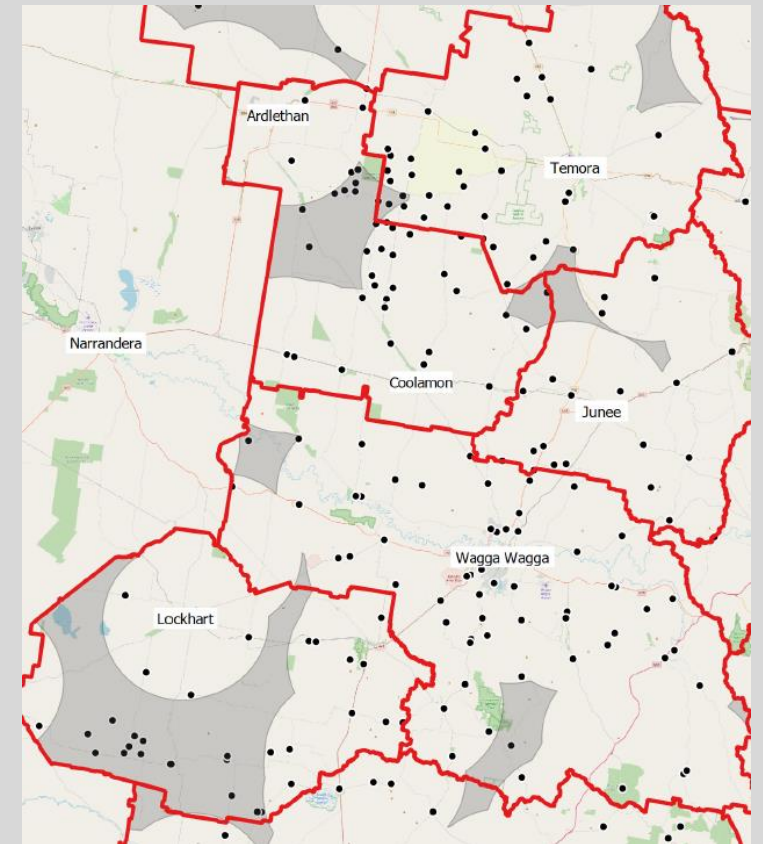 Ardlethan
Temora
Narrandera
Coolamon
Junee
Wagga Wagga
Lockhart